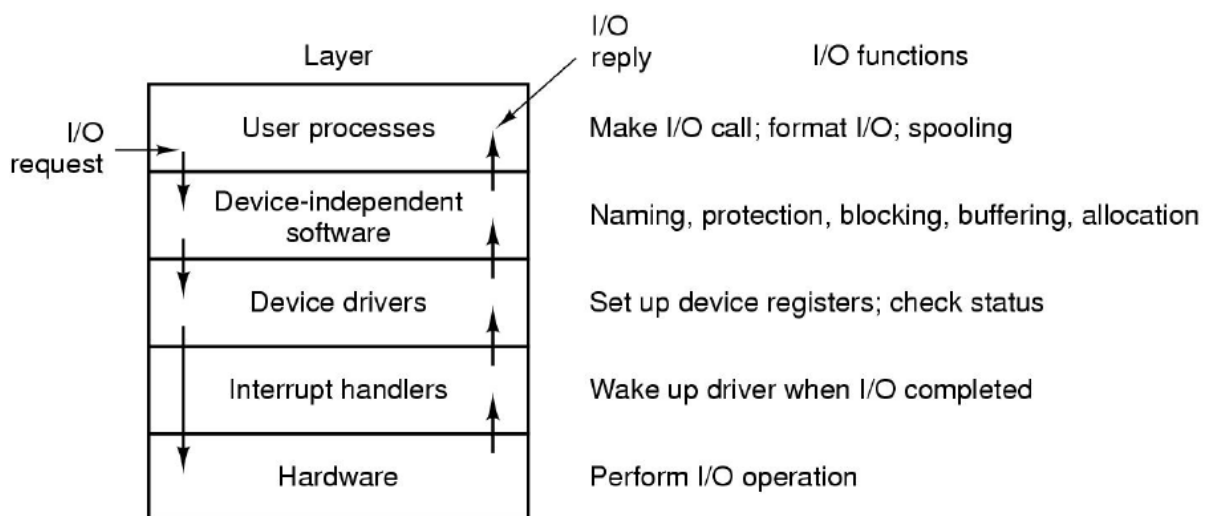 I/O
reply
Layer
I/O functions
User processes
Make I/O call; format I/O; spooling
I/O
request
Device-independent
software
Naming, protection, blocking, buffering, allocation
Device drivers
Set up device registers; check status
Interrupt handlers
Wake up driver when I/O completed
Hardware
Perform I/O operation